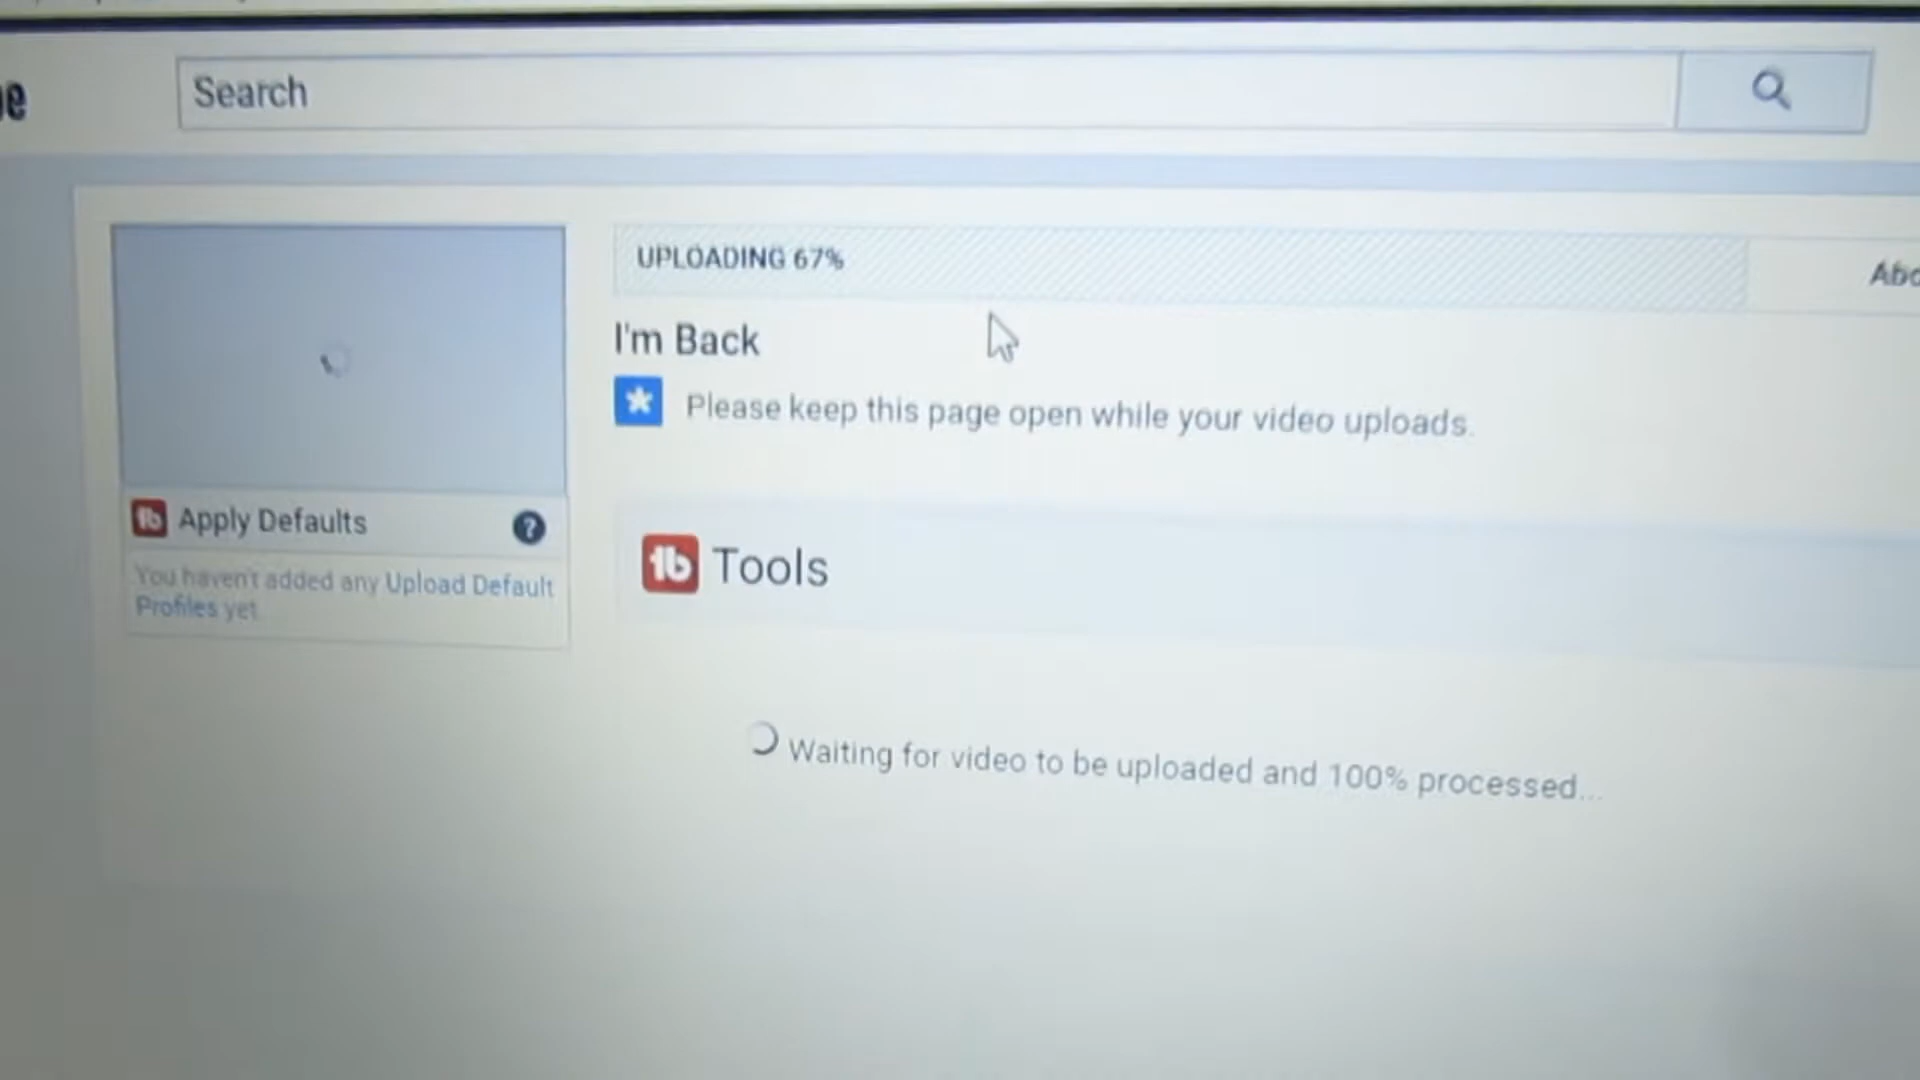 Search
UPLOADING 67%
I'm Back
Please keep this page open while your video uploads.
Apply Defaults
You haven't added any Upload Default
Profiles yet
tb Tools
Waiting for video to be uploaded and 100% processed...